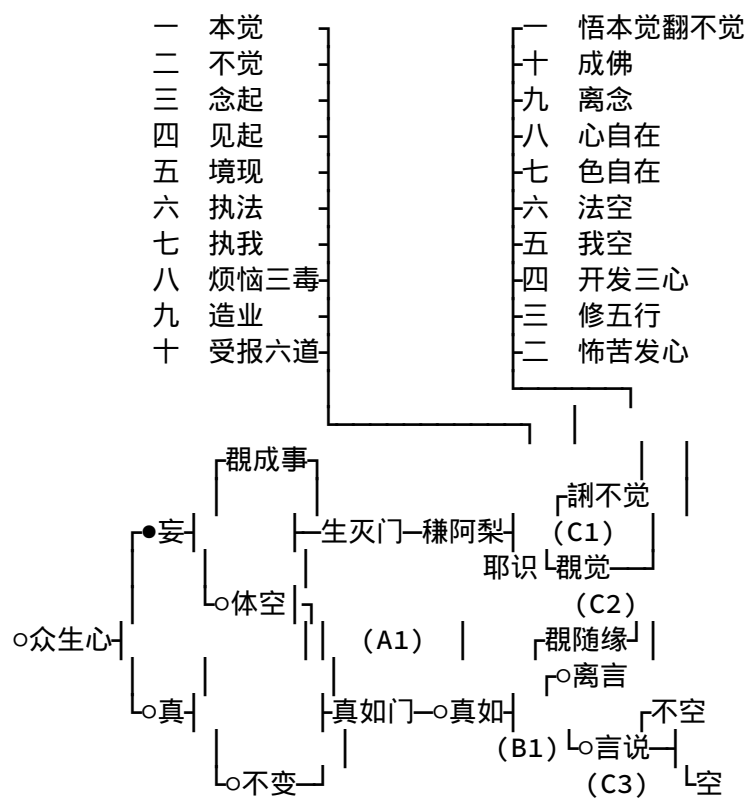 一 本觉 一 悟本觉翻不觉
二 不觉 十 成佛
三 念起 九 离念
四 见起 八 心自在
五 境现 七 色自在
六 执法 六 法空
七 执我 五 我空
八 烦恼三毒 四 开发三心
九 造业 三 修五行
十 受报六道 二 怖苦发心
覩成事
誷不觉
●妄 生灭门 稴阿梨 (C1)
耶识 覩觉
○体空 (C2)
○众生心 (A1) 覩随缘
○离言
○真 真如门 ○真如 不空
(B1) ○言说
○不变 (C3) 空